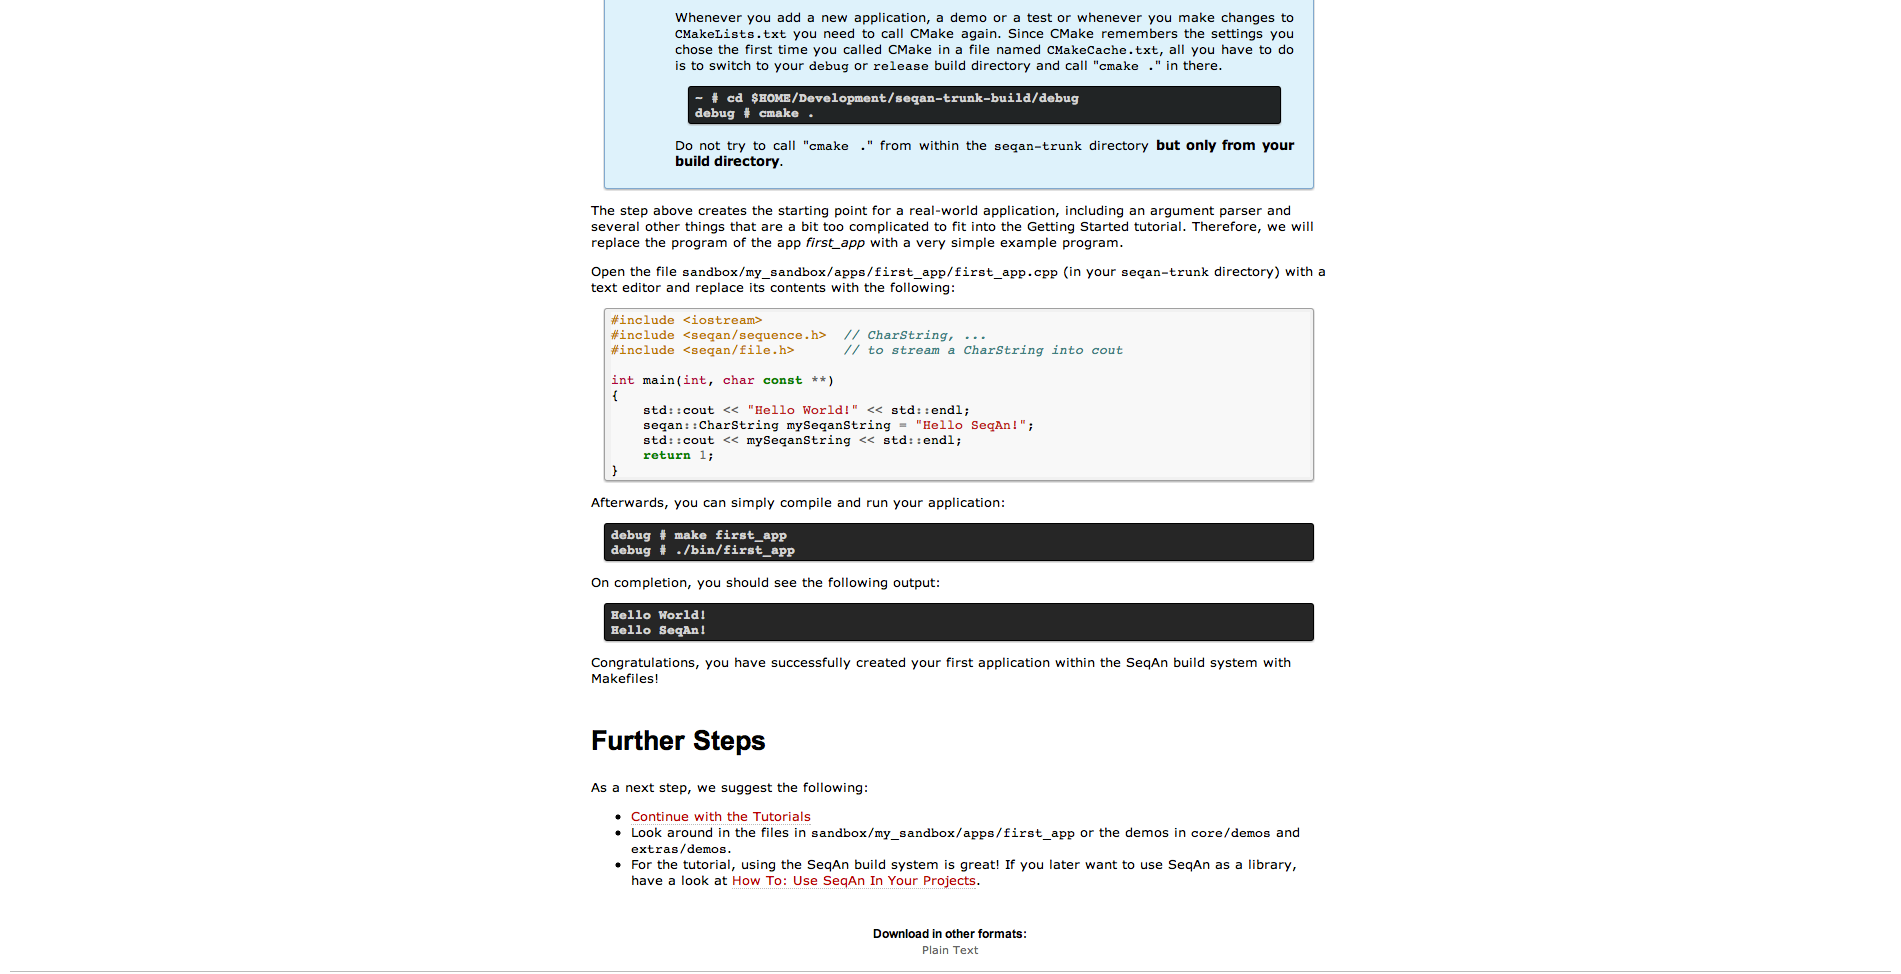 Whenever you add a new application, a demo or a test or whenever you make changes to
CMakeLists.txt you need to call CMake again. Since CMake remembers the settings you
chose the first time you called CMake in a file named CMakeCache.txt, all you have to do
is to switch to your debug or release build directory and call "cmake ." in there.
~ # cd $HOME/Development/seqan-trunk-build/debug
debug # cmake .
Do not try to call "cmake ." from within the seqan-trunk directory but only from your
build directory.
The step above creates the starting point for a real-world application, including an argument parser and
several other things that are a bit too complicated to fit into the Getting Started tutorial. Therefore, we will
replace the program of the app first_app with a very simple example program.
Open the file sandbox/my_sandbox/apps/first_app/first_app.cpp (in your seqan-trunk directory) with a
text editor and replace its contents with the following:
#include <iostream>
#include <seqan/sequence.h>  // CharString, ...
#include <seqan/file.h>      // to stream a CharString into cout
int main(int, char const **)
{
    std::cout << "Hello World!" << std::endl;
    seqan::CharString mySeqanString = "Hello SeqAn!";
    std::cout << mySeqanString << std::endl;
    return 1;
}
Afterwards, you can simply compile and run your application:
debug # make first_app
debug # ./bin/first_app
On completion, you should see the following output:
Hello World!
Hello SeqAn!
Congratulations, you have successfully created your first application within the SeqAn build system with
Makefiles!
Further Steps
As a next step, we suggest the following:
• Continue with the Tutorials
• Look around in the files in sandbox/my_sandbox/apps/first_app or the demos in core/demos and
extras/demos.
• For the tutorial, using the SeqAn build system is great! If you later want to use SeqAn as a library,
have a look at How To: Use SeqAn In Your Projects.
Download in other formats:
Plain Text